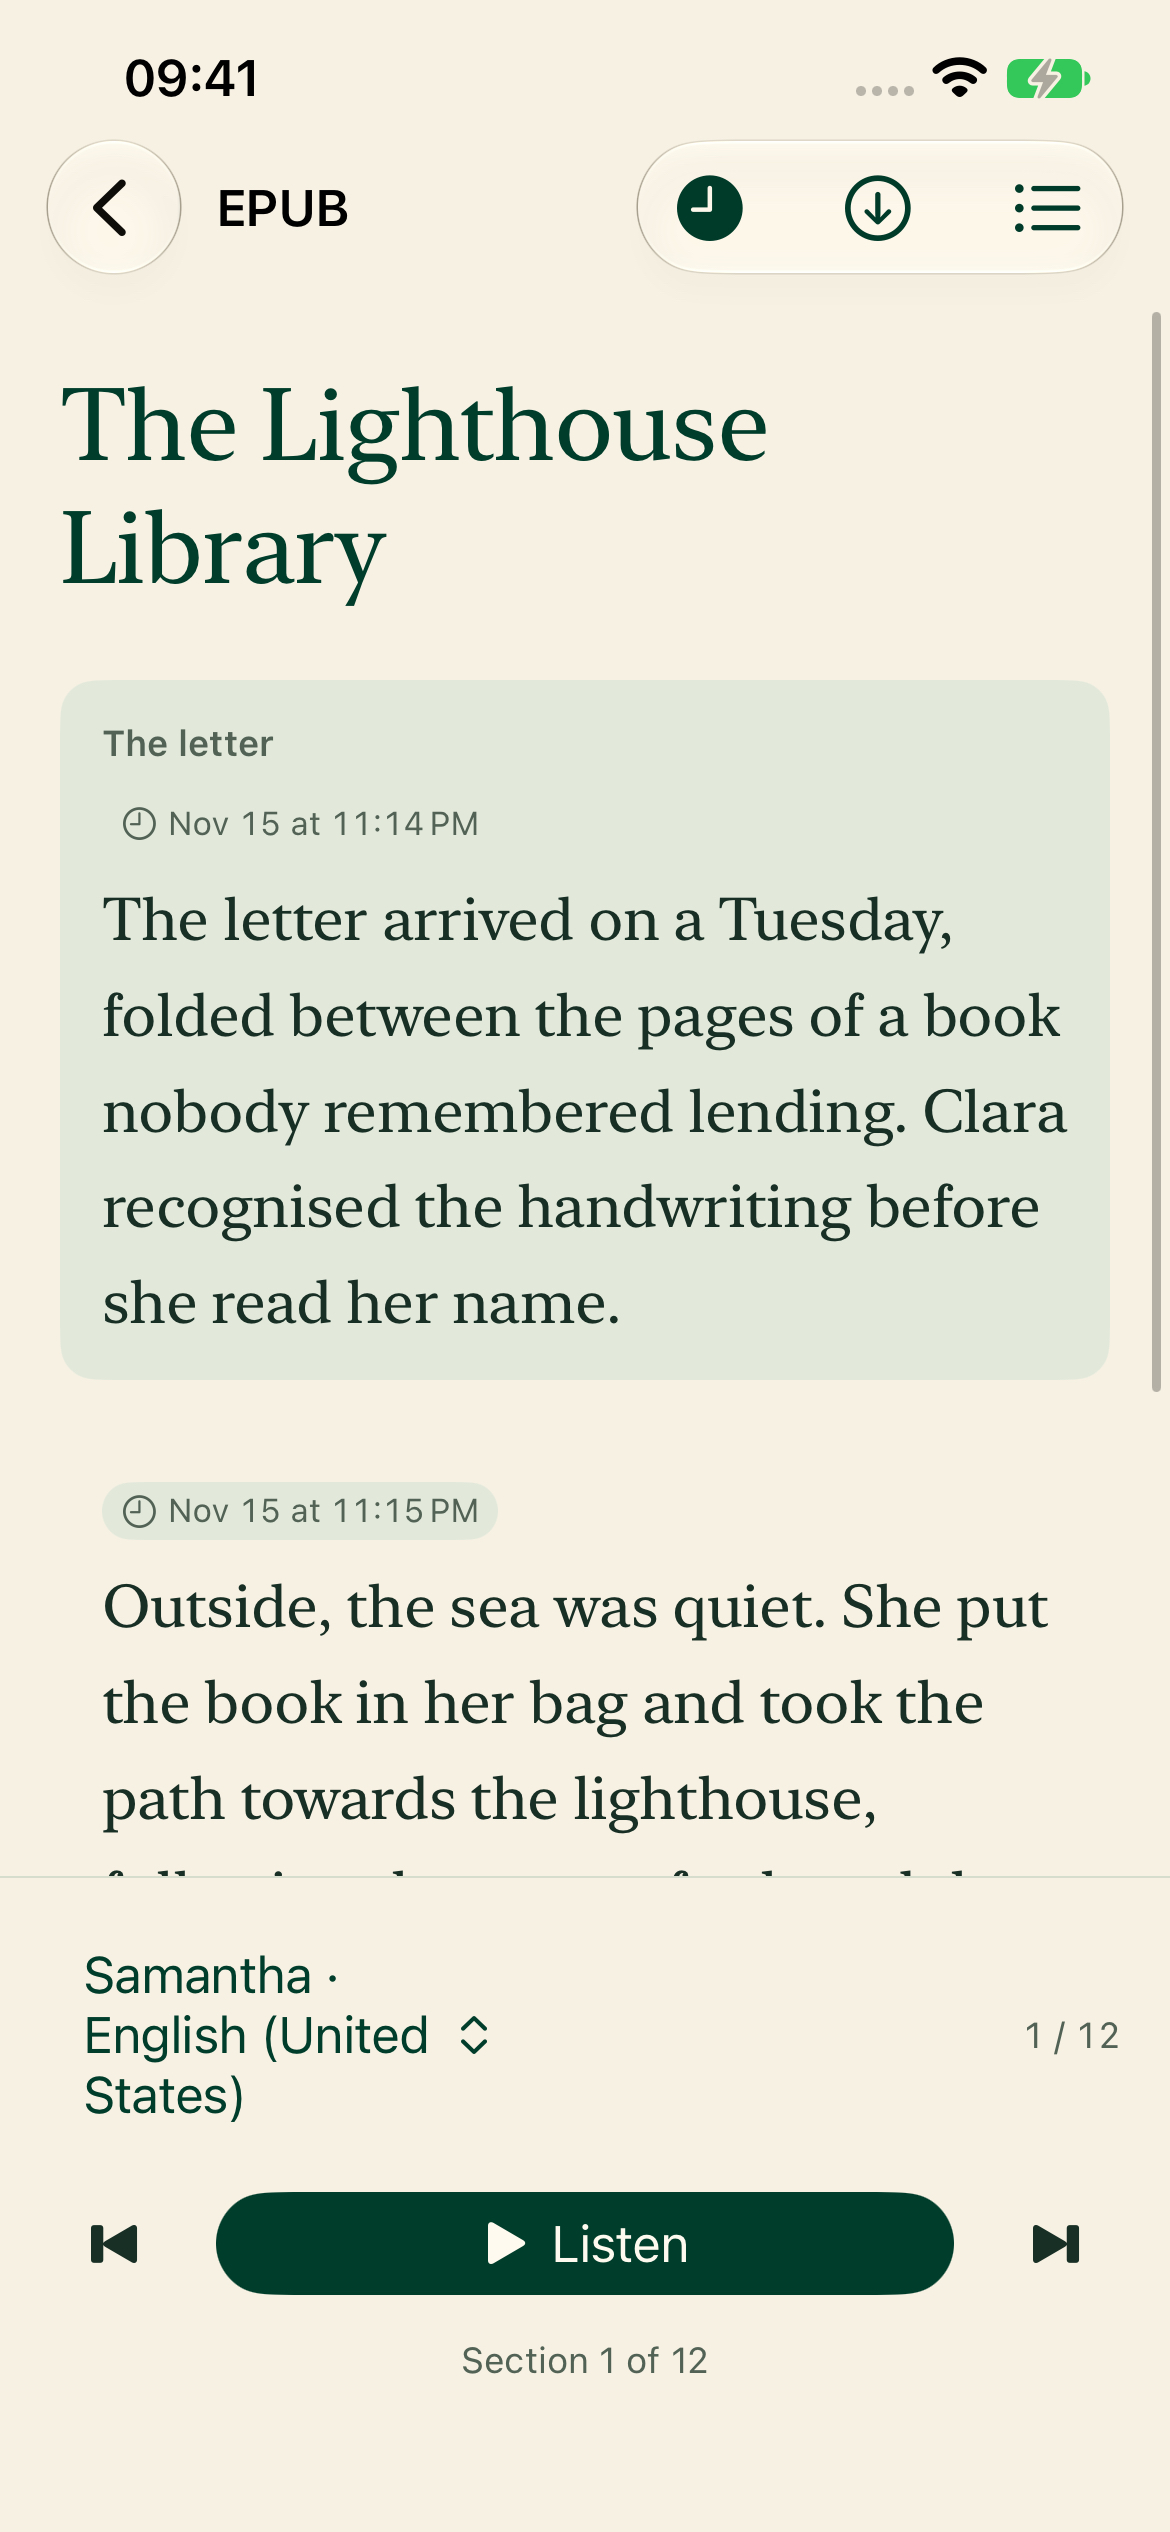 09:41
EPUB
The Lighthouse
Library
The letter
Nov 15 at 11:14 PM
The letter arrived on a Tuesday,
folded between the pages of a book
nobody remembered lending. Clara
recognised the handwriting before
she read her name.
Nov 15 at 11:15 PM
Outside, the sea was quiet. She put
the book in her bag and took the
path towards the lighthouse,
Samantha ·
English (United
States)
1 / 12
Listen
Section 1 of 12